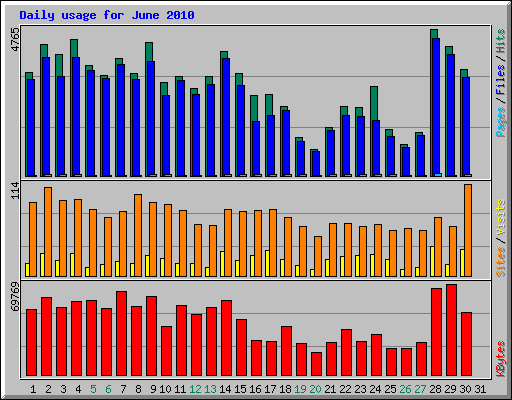 Daily usage for June 2010
4765
Pages / Files / Hits
114
Sites / Visits
69769
KBytes
1 2 3 4 5 6 7 8 9 10 11 12 13 14 15 16 17 18 19 20 21 22 23 24 25 26 27 28 29 30 31